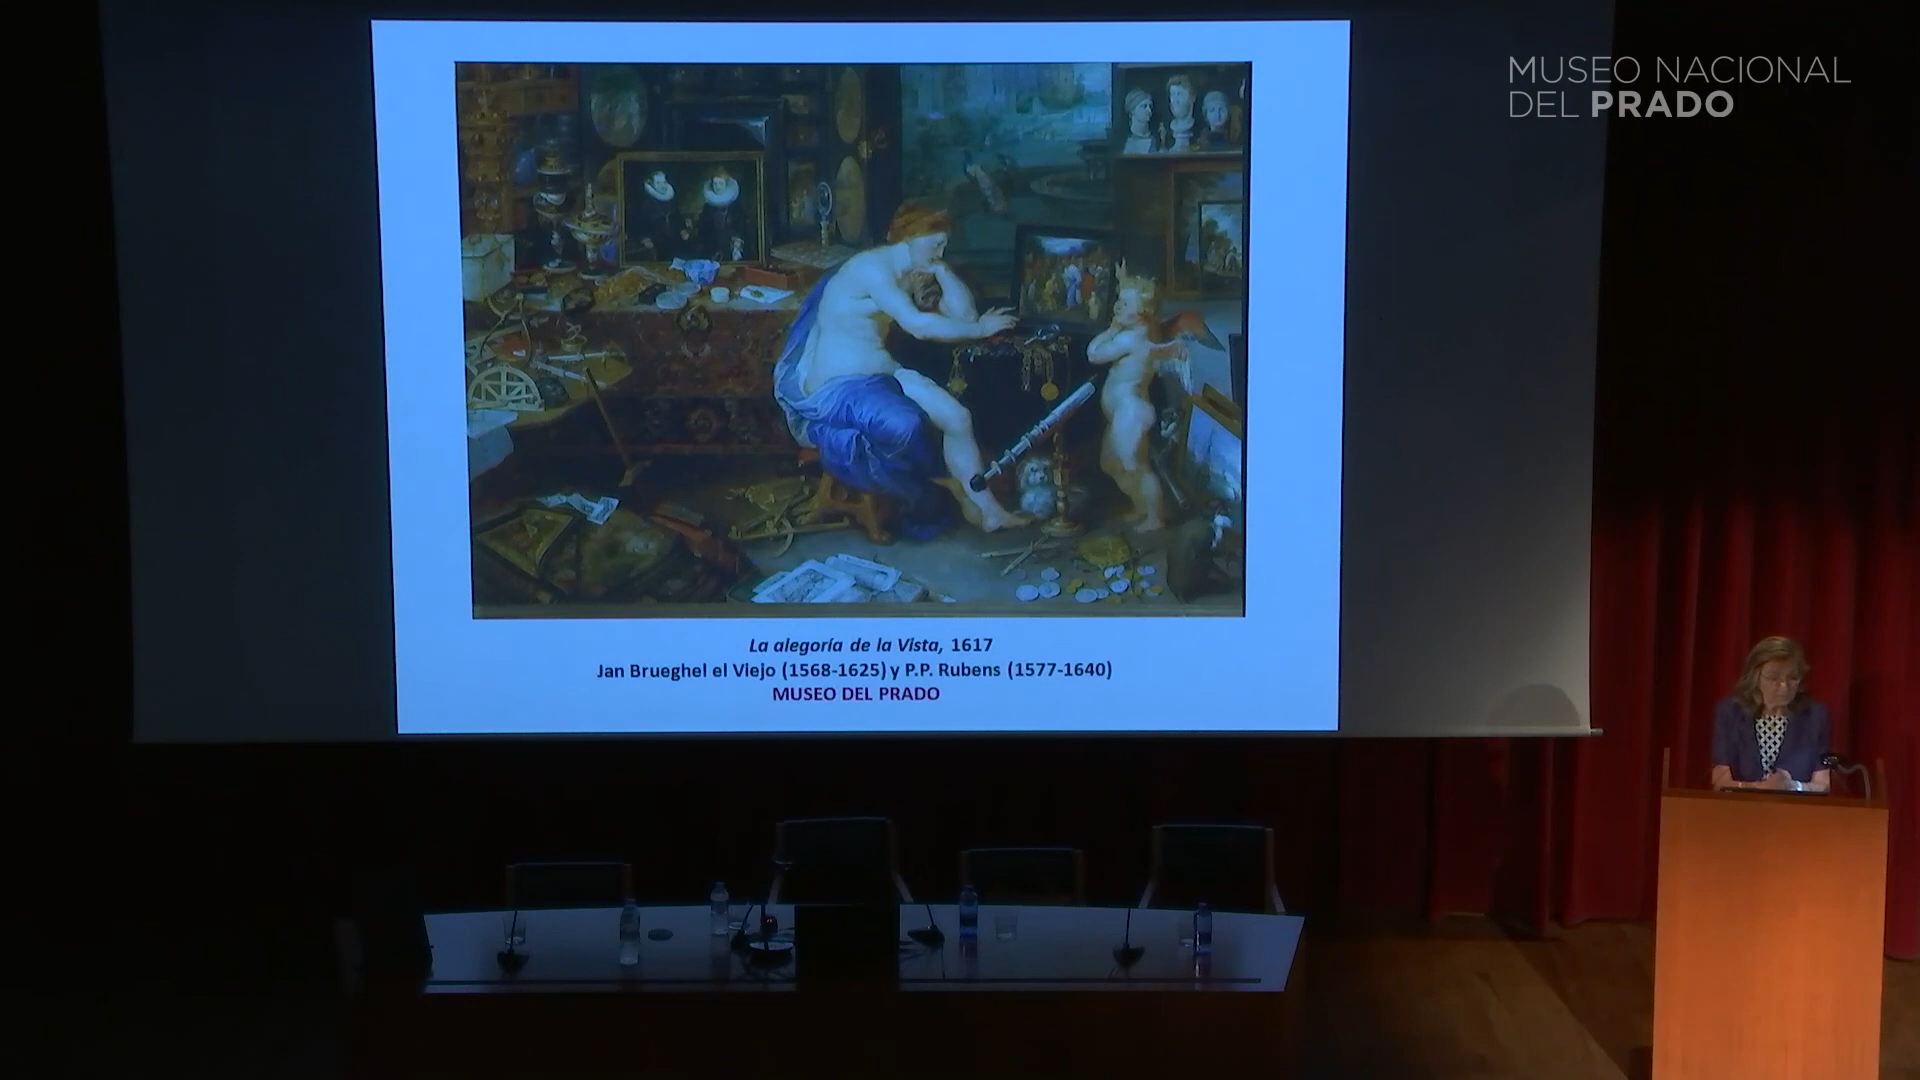 MUSEO NACIONAL
DEL PRADO
La alegoría de la Vista, 1617
Jan Brueghel el Viejo (1568-1625) y P.P. Rubens (1577-1640)
MUSEO DEL PRADO